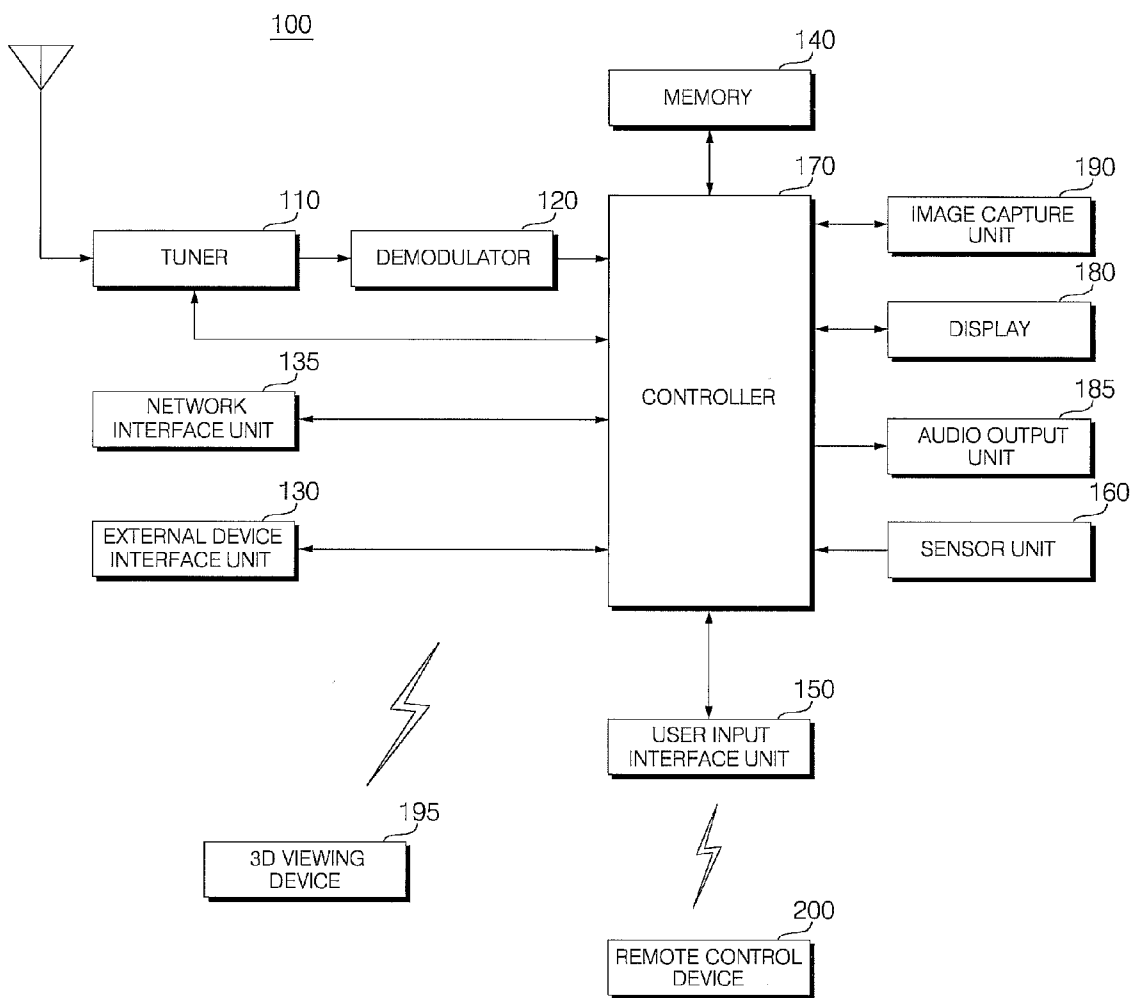 100
140
MEMORY
110
TUNER
120
DEMODULATOR
170
CONTROLLER
190
IMAGE CAPTURE
UNIT
180
DISPLAY
135
NETWORK
INTERFACE UNIT
185
AUDIO OUTPUT
UNIT
130
EXTERNAL DEVICE
INTERFACE UNIT
160
SENSOR UNIT
150
USER INPUT
INTERFACE UNIT
195
3D VIEWING
DEVICE
200
REMOTE CONTROL
DEVICE